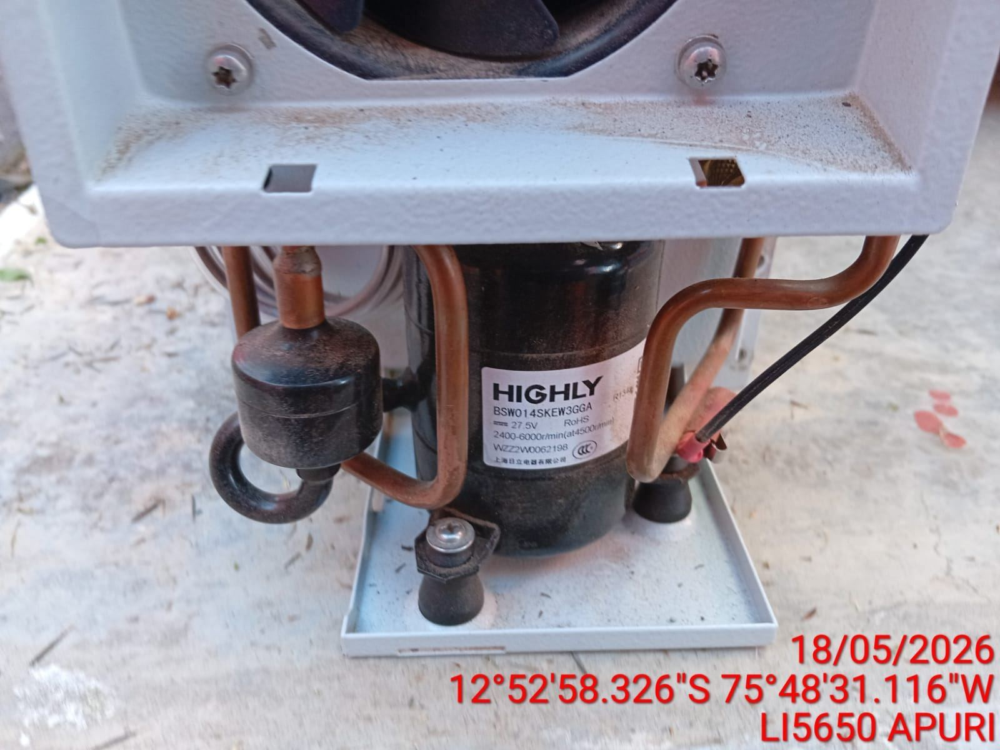 HIGHLY
BSW014SKEW3GGA
27.5V RoHS
2400-6000r/min(at4500r/min)
WZZ2W0062198
上海日立电器有限公司
18/05/2026
12°52'58.326"S 75°48'31.116"W
LI5650 APURI